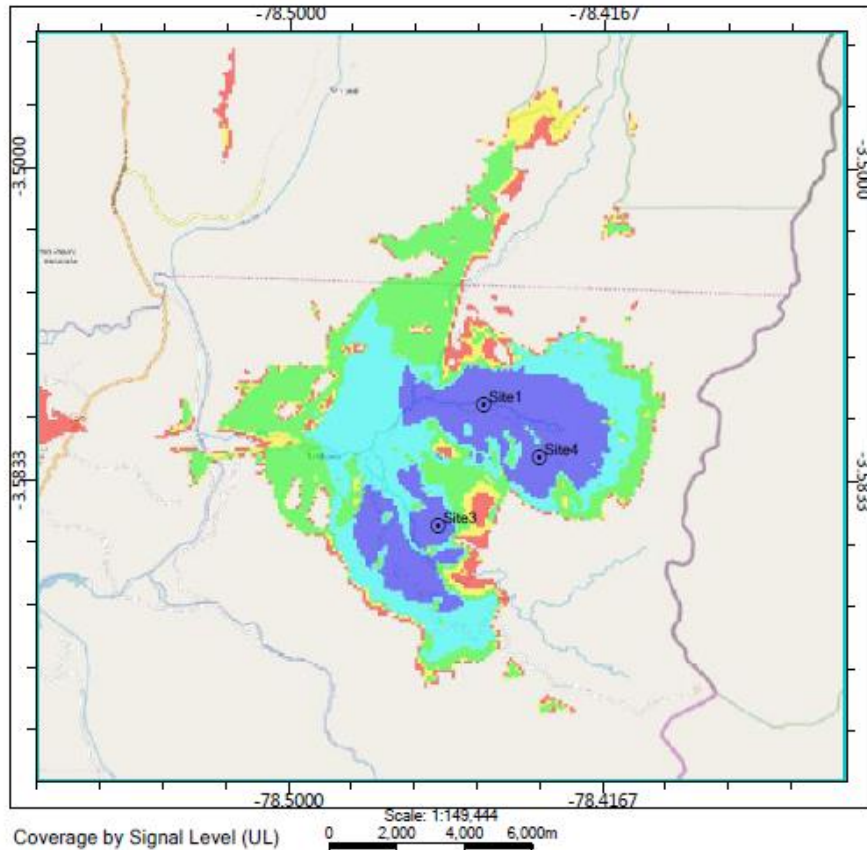 -78.5000 -78.4167
-3.5000 -3.5000
Site1
Site4
-3.5833 -3.5833
Site3
-78.5000 -78.4167
Scale: 1:149,444
Coverage by Signal Level (UL) 0 2,000 4,000 6,000m